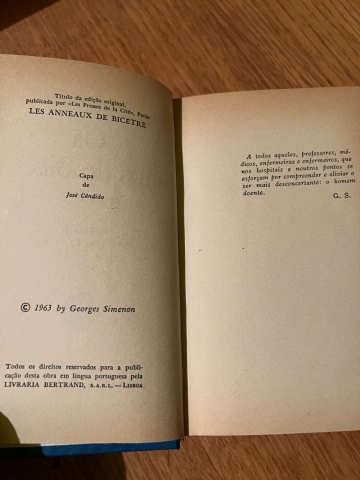 Título da edição original,
publicada por «Les Presses de la Cité», Paris:
LES ANNEAUX DE BICÊTRE
Capa
de
José Cândido
© 1963 by Georges Simenon
Todos os direitos reservados para a publi-
cação desta obra em língua portuguesa pela
LIVRARIA BERTRAND, S.A.R.L. — LISBOA
A todos aqueles, professores, mé-
dicos, enfermeiras e enfermeiros, que
nos hospitais e noutros pontos se
esforçam por compreender e aliviar o
ser mais desconcertante: o homem
doente.
G. S.